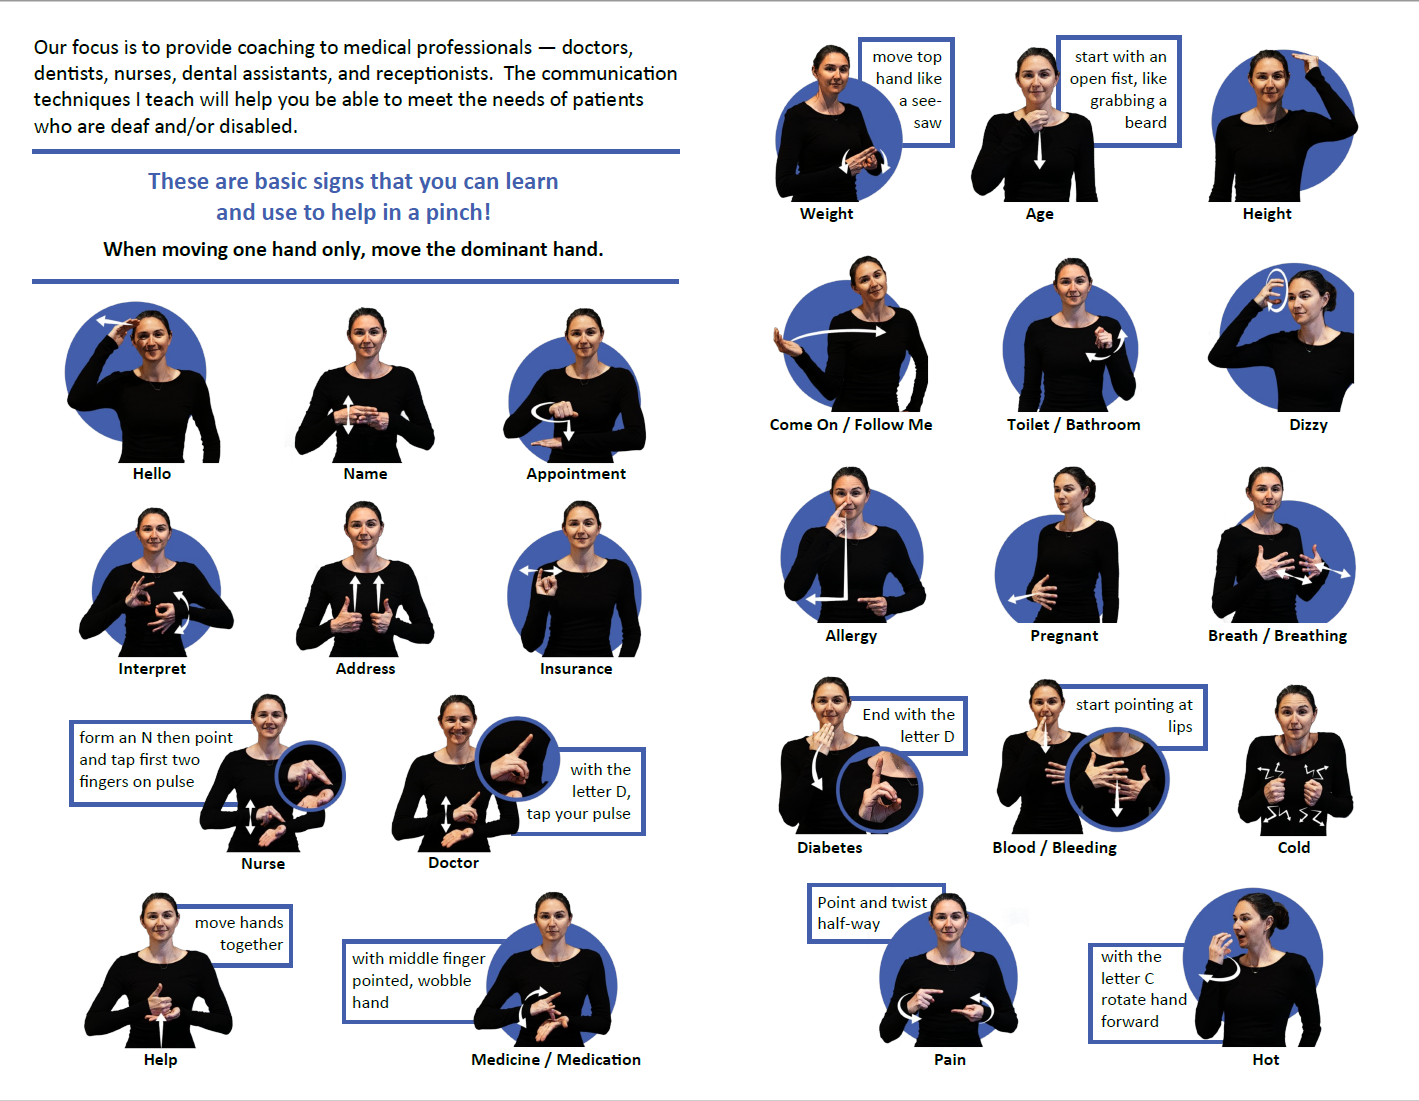 Our focus is to provide coaching to medical professionals — doctors,
dentists, nurses, dental assistants, and receptionists.  The communication
techniques I teach will help you be able to meet the needs of patients
who are deaf and/or disabled.
These are basic signs that you can learn
and use to help in a pinch!
When moving one hand only, move the dominant hand.
Hello
Name
Appointment
Interpret
Address
Insurance
form an N then point
and tap first two
fingers on pulse
Nurse
with the
letter D,
tap your pulse
Doctor
move hands
together
Help
with middle finger
pointed, wobble
hand
Medicine / Medication
move top
hand like
a see-
saw
Weight
start with an
open fist, like
grabbing a
beard
Age
Height
Come On / Follow Me
Toilet / Bathroom
Dizzy
Allergy
Pregnant
Breath / Breathing
End with the
letter D
Diabetes
start pointing at
lips
Blood / Bleeding
Cold
Point and twist
half-way
Pain
with the
letter C
rotate hand
forward
Hot